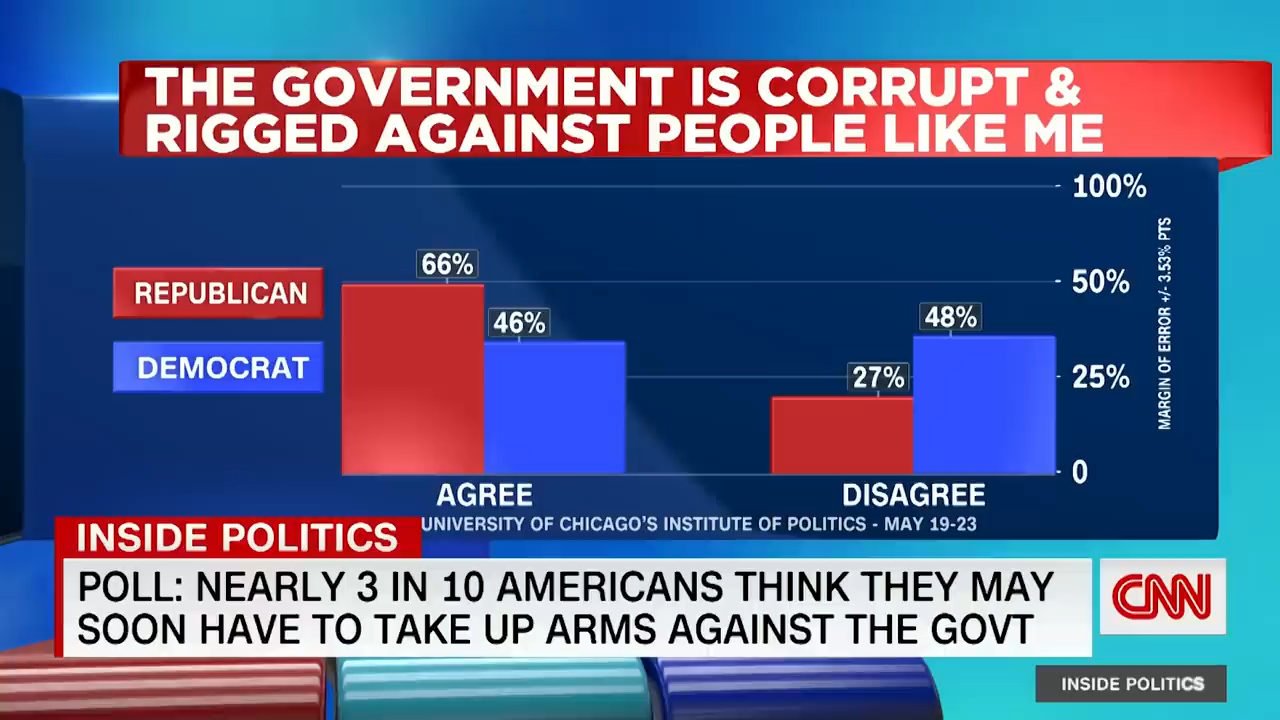 THE GOVERNMENT IS CORRUPT &
RIGGED AGAINST PEOPLE LIKE ME
100%
66%
REPUBLICAN
50%
46%
48%
DEMOCRAT
27%
25%
0
MARGIN OF ERROR +/- 3.53% PTS
AGREE
DISAGREE
UNIVERSITY OF CHICAGO'S INSTITUTE OF POLITICS - MAY 19-23
INSIDE POLITICS
POLL: NEARLY 3 IN 10 AMERICANS THINK THEY MAY
SOON HAVE TO TAKE UP ARMS AGAINST THE GOVT
CNN
INSIDE POLITICS